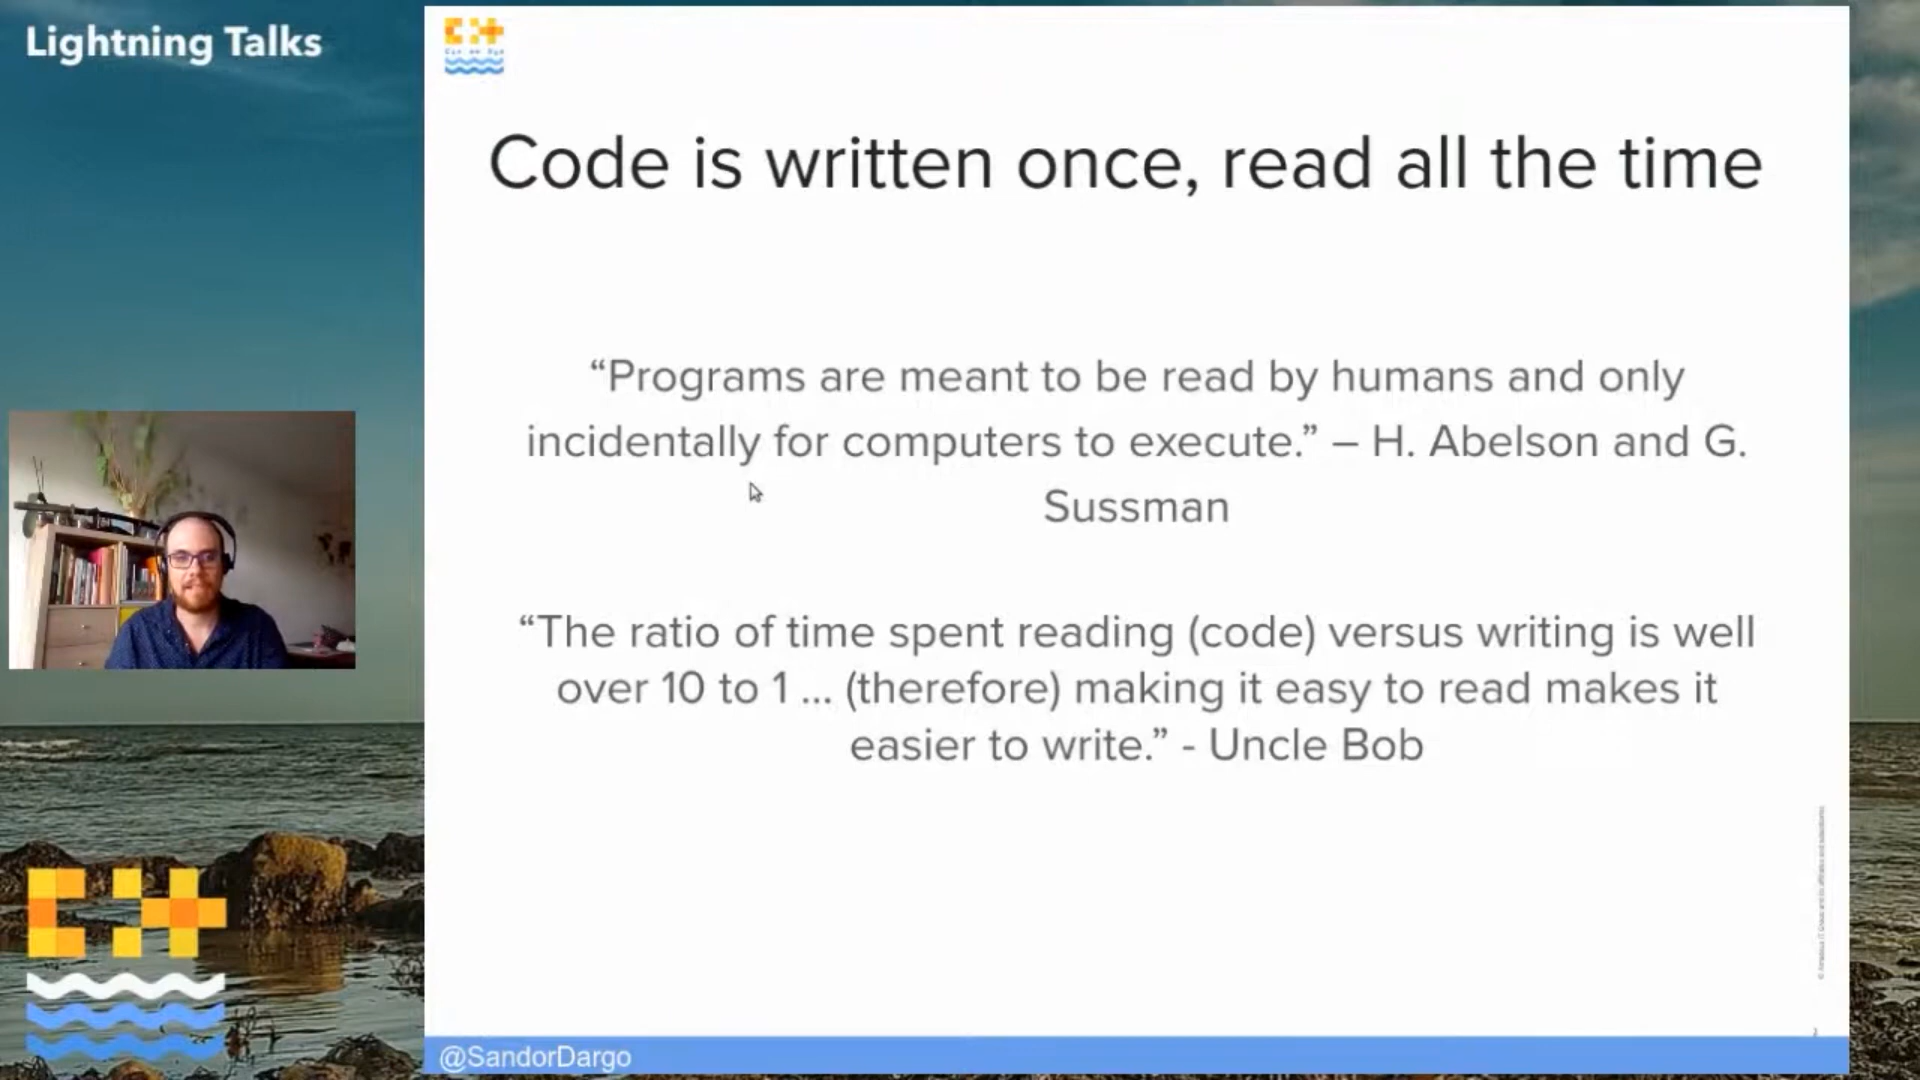 Lightning Talks
Code is written once, read all the time
“Programs are meant to be read by humans and only
incidentally for computers to execute.” – H. Abelson and G.
Sussman
“The ratio of time spent reading (code) versus writing is well
over 10 to 1 ... (therefore) making it easy to read makes it
easier to write.” - Uncle Bob
@SandorDargo